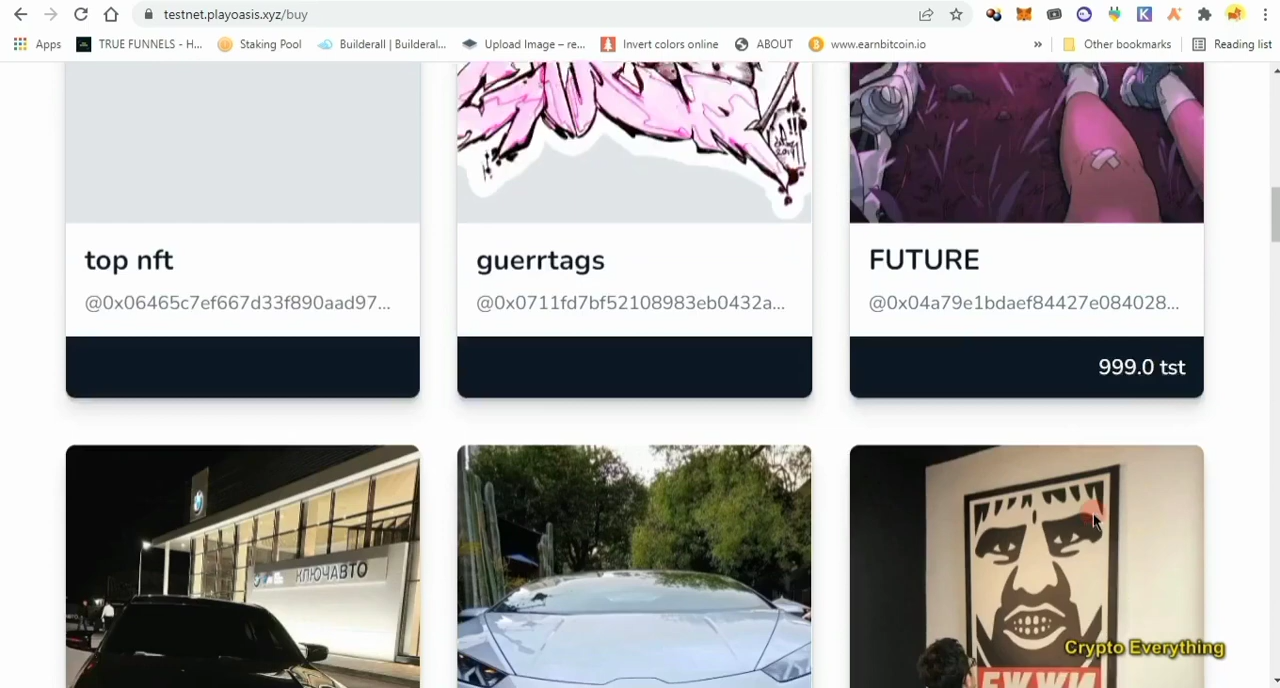 testnet.playoasis.xyz/buy
Apps TRUE FUNNELS - H... Staking Pool Builderall | Builderal... Upload Image – re... Invert colors online ABOUT www.earnbitcoin.io » Other bookmarks Reading list
top nft
@0x06465c7ef667d33f890aad97...
guerrtags
@0x0711fd7bf52108983eb0432a...
FUTURE
@0x04a79e1bdaef84427e084028...
999.0 tst
КЛЮЧАВТО
Crypto Everything